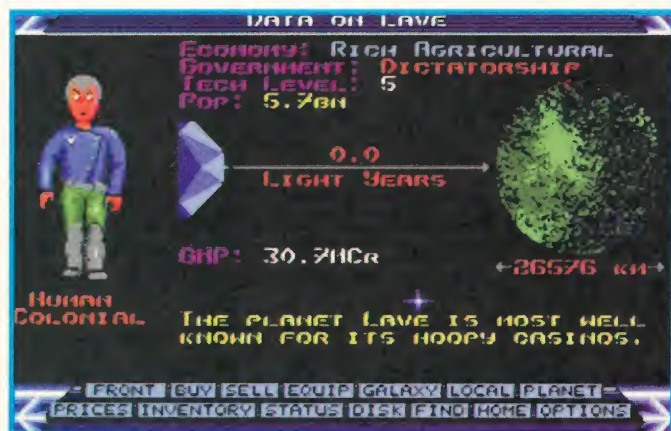 DATA ON LAVE
ECONOMY: RICH AGRICULTURAL
GOVERNMENT: DICTATORSHIP
TECH LEVEL: 5
POP: 5.7BN
0.0
LIGHT YEARS
GNP: 30.7MCR
26576 KM
HUMAN
COLONIAL
THE PLANET LAVE IS MOST WELL
KNOWN FOR ITS HOOPY CASINOS.
FRONT BUY SELL EQUIP GALAXY LOCAL PLANET
PRICES INVENTORY STATUS DISK FIND HOME OPTIONS